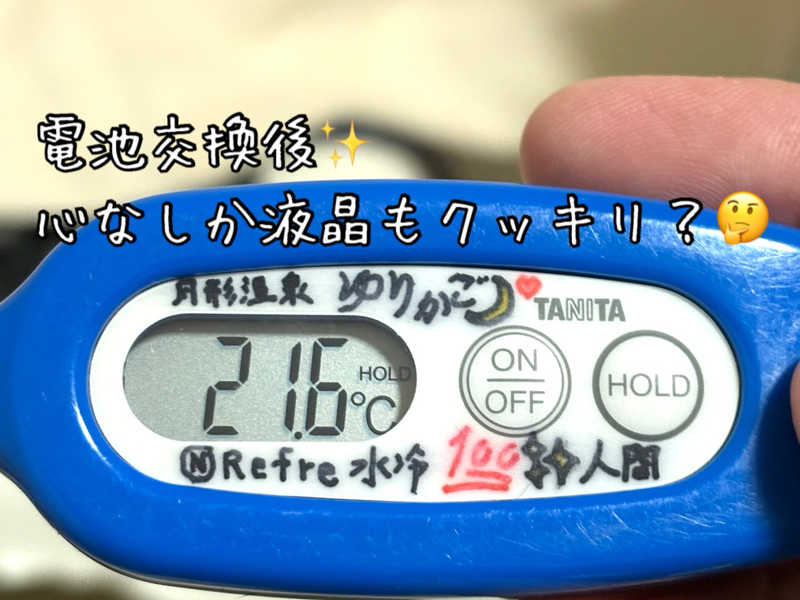 電池交換後✨
心なしか液晶もクッキリ？🤔
月形温泉 ゆりかご
TANITA
21.6 HOLD ℃
ON
OFF
HOLD
Ⓝ Refre 水冷 100 人間